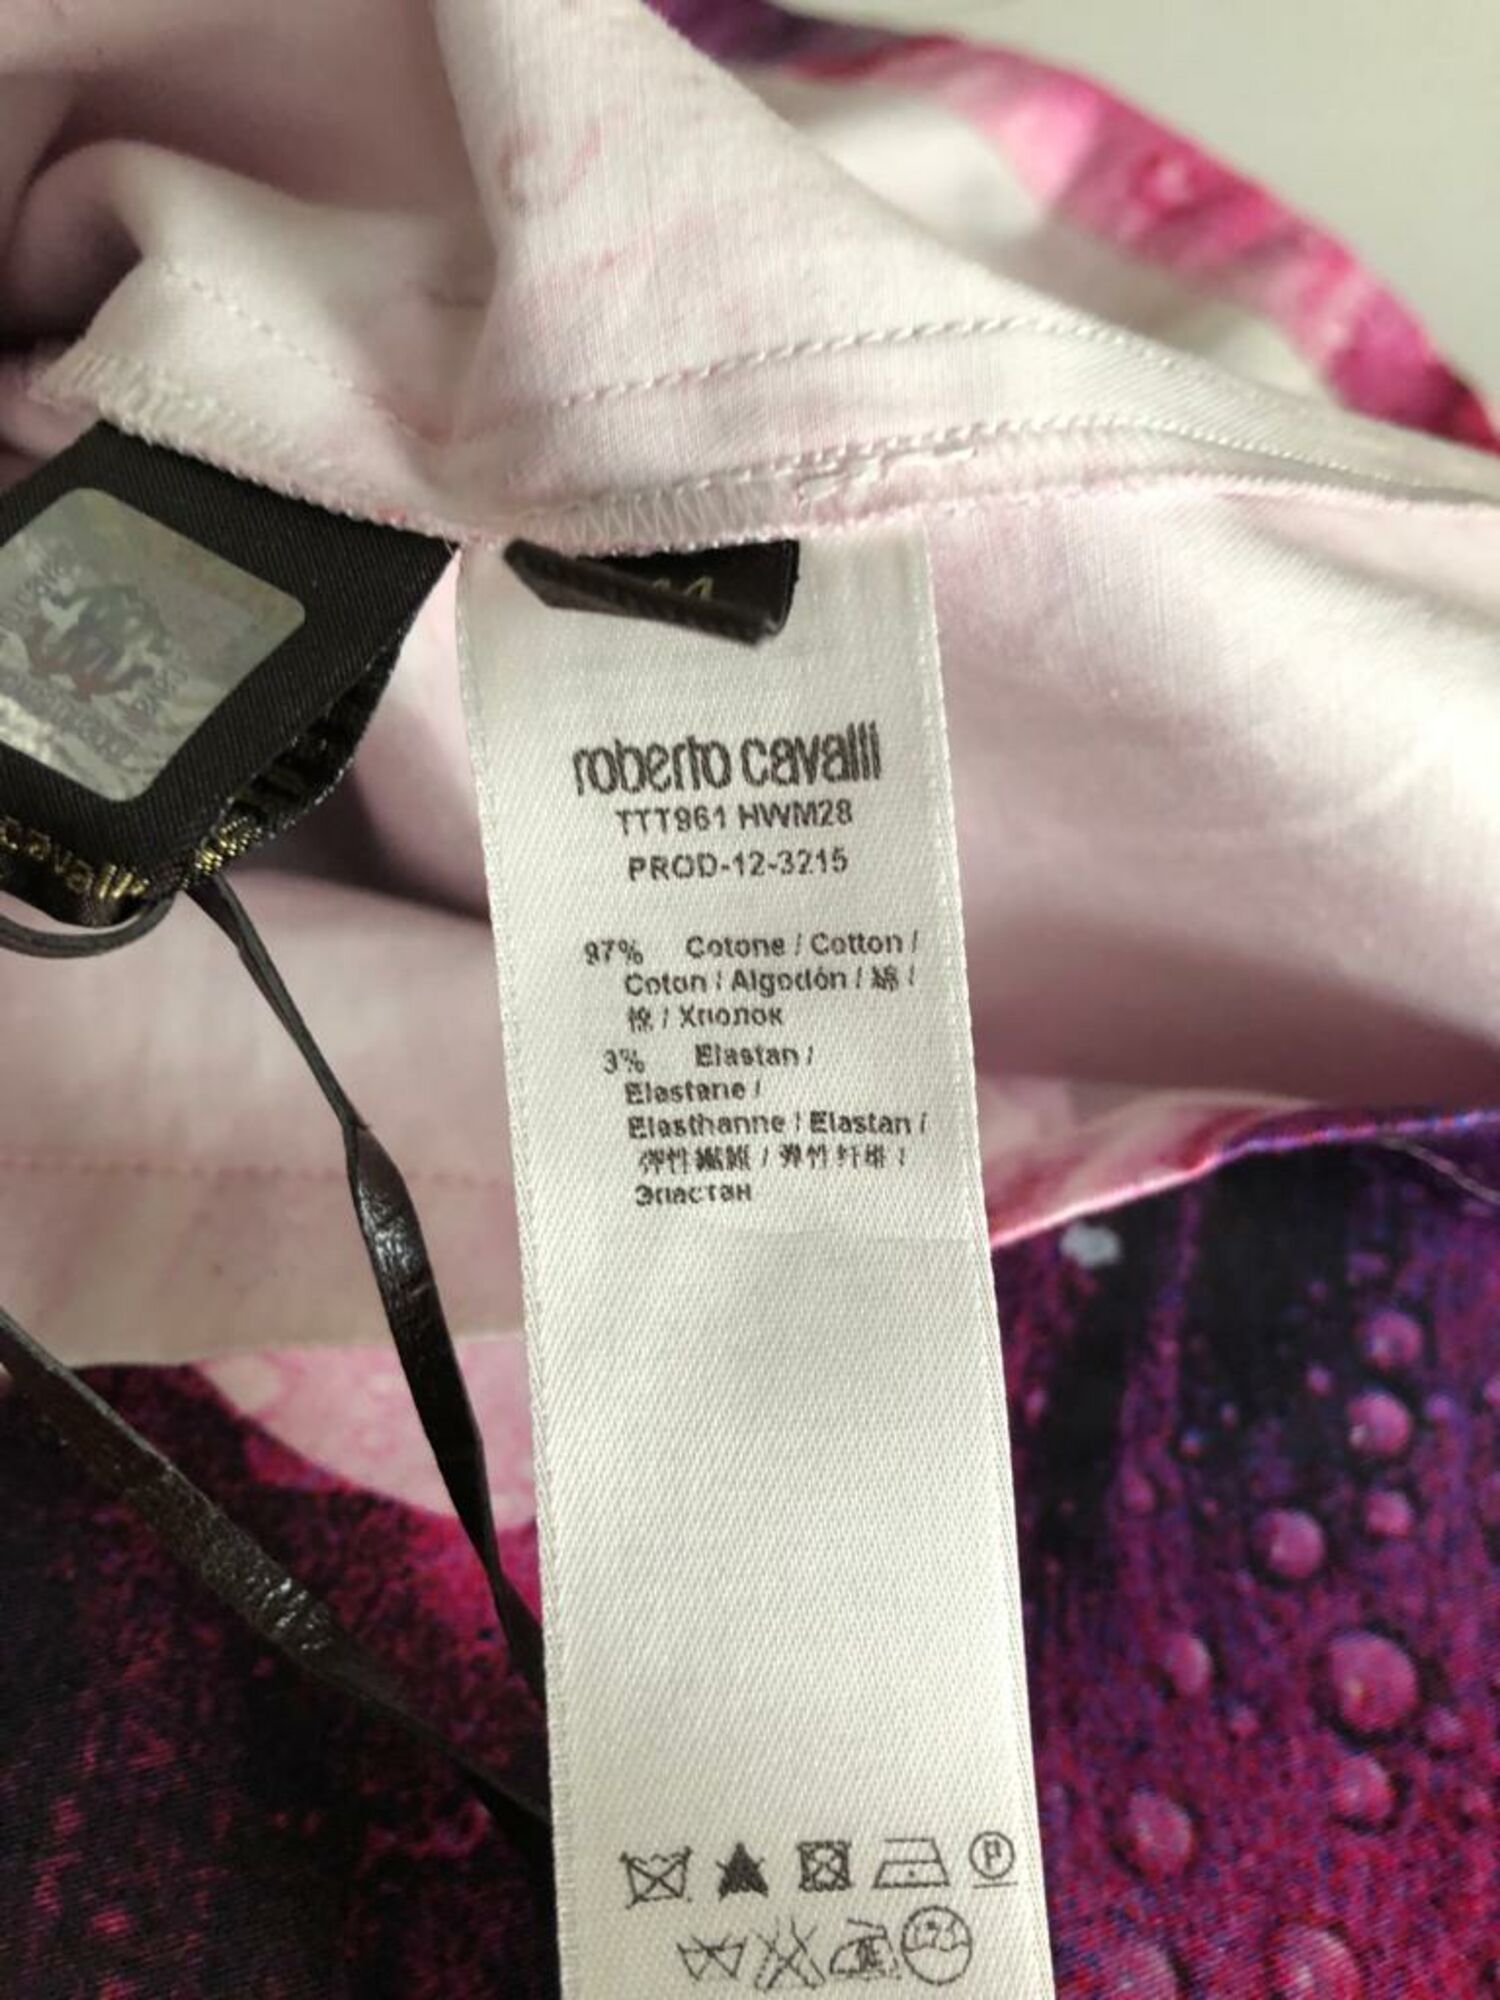 roberto cavalli
TTT961 HWM28
PROD-12-3215
97% Cotone / Cotton /
Coton / Algodón / 綿 /
棉 / Хлопок
3% Elastan /
Elastane /
Elasthanne / Elastan /
弾性繊維 / 弹性纤维 /
Эластан
cavalli